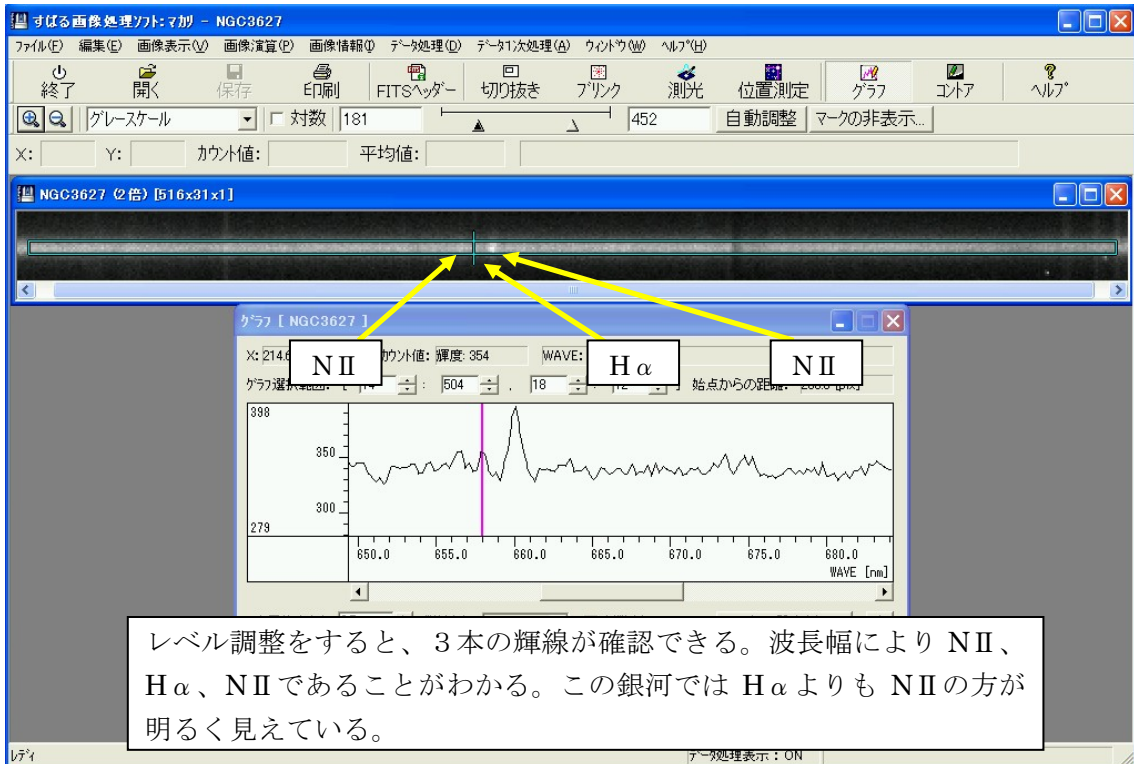 すばる画像処理ソフト:マカリ - NGC3627
ファイル(F) 編集(E) 画像表示(V) 画像演算(P) 画像情報(I) データ処理(D) データ1次処理(A) ウィンドウ(W) ヘルプ(H)
終了 開く 保存 印刷 FITSヘッダー 切り抜き ブリンク 測光 位置測定 グラフ コントア ヘルプ
グレースケール 対数 181 452 自動調整 マークの非表示...
X: Y: カウント値: 平均値:
NGC3627 (2倍) [516x31x1]
グラフ [ NGC3627 ]
X: 214.6 カウント値: 輝度: 354 WAVE:
NⅡ Hα NⅡ
グラフ選択範囲: [ 14 : 504 , 18 : 12 ] 始点からの距離:
398
350
300
279
650.0 655.0 660.0 665.0 670.0 675.0 680.0
WAVE [nm]
レベル調整をすると、３本の輝線が確認できる。波長幅により NⅡ、
Hα、NⅡであることがわかる。この銀河では HαよりもNⅡの方が
明るく見えている。
レディ データ処理表示:ON